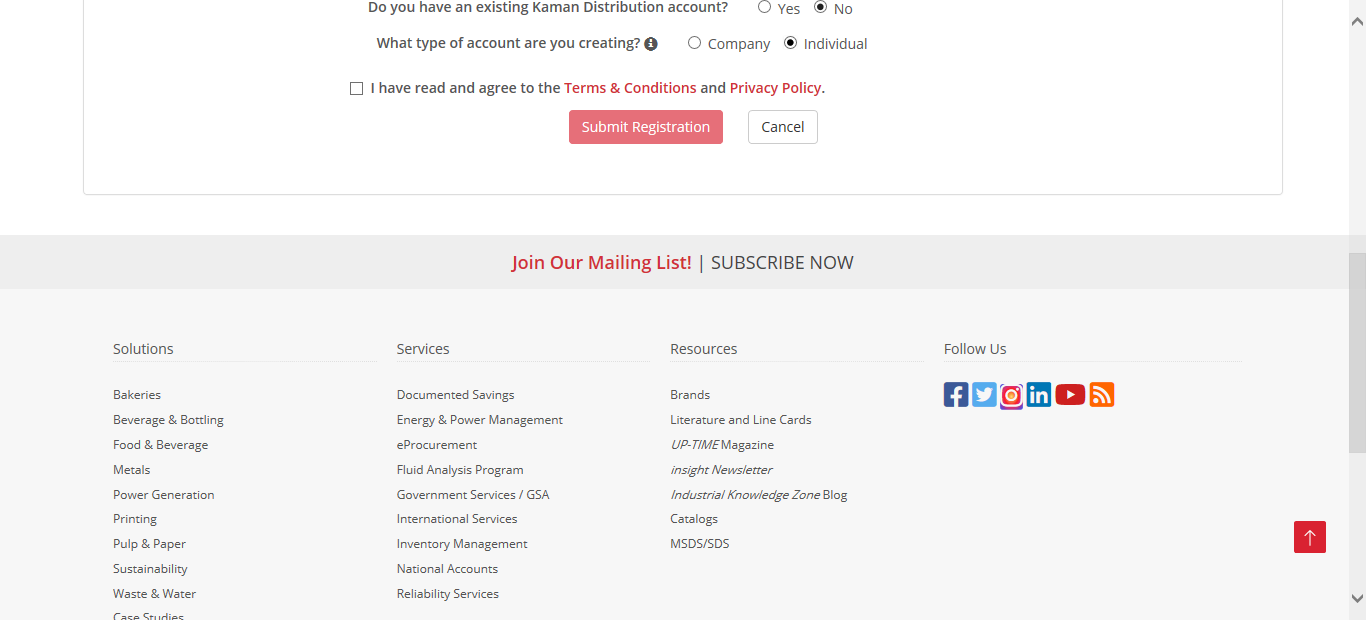 Do you have an existing Kaman Distribution account? Yes No
What type of account are you creating? Company Individual
I have read and agree to the Terms & Conditions and Privacy Policy.
Submit Registration Cancel
Join Our Mailing List! | SUBSCRIBE NOW
Solutions
Bakeries
Beverage & Bottling
Food & Beverage
Metals
Power Generation
Printing
Pulp & Paper
Sustainability
Waste & Water
Case Studies
Services
Documented Savings
Energy & Power Management
eProcurement
Fluid Analysis Program
Government Services / GSA
International Services
Inventory Management
National Accounts
Reliability Services
Resources
Brands
Literature and Line Cards
UP-TIME Magazine
insight Newsletter
Industrial Knowledge Zone Blog
Catalogs
MSDS/SDS
Follow Us